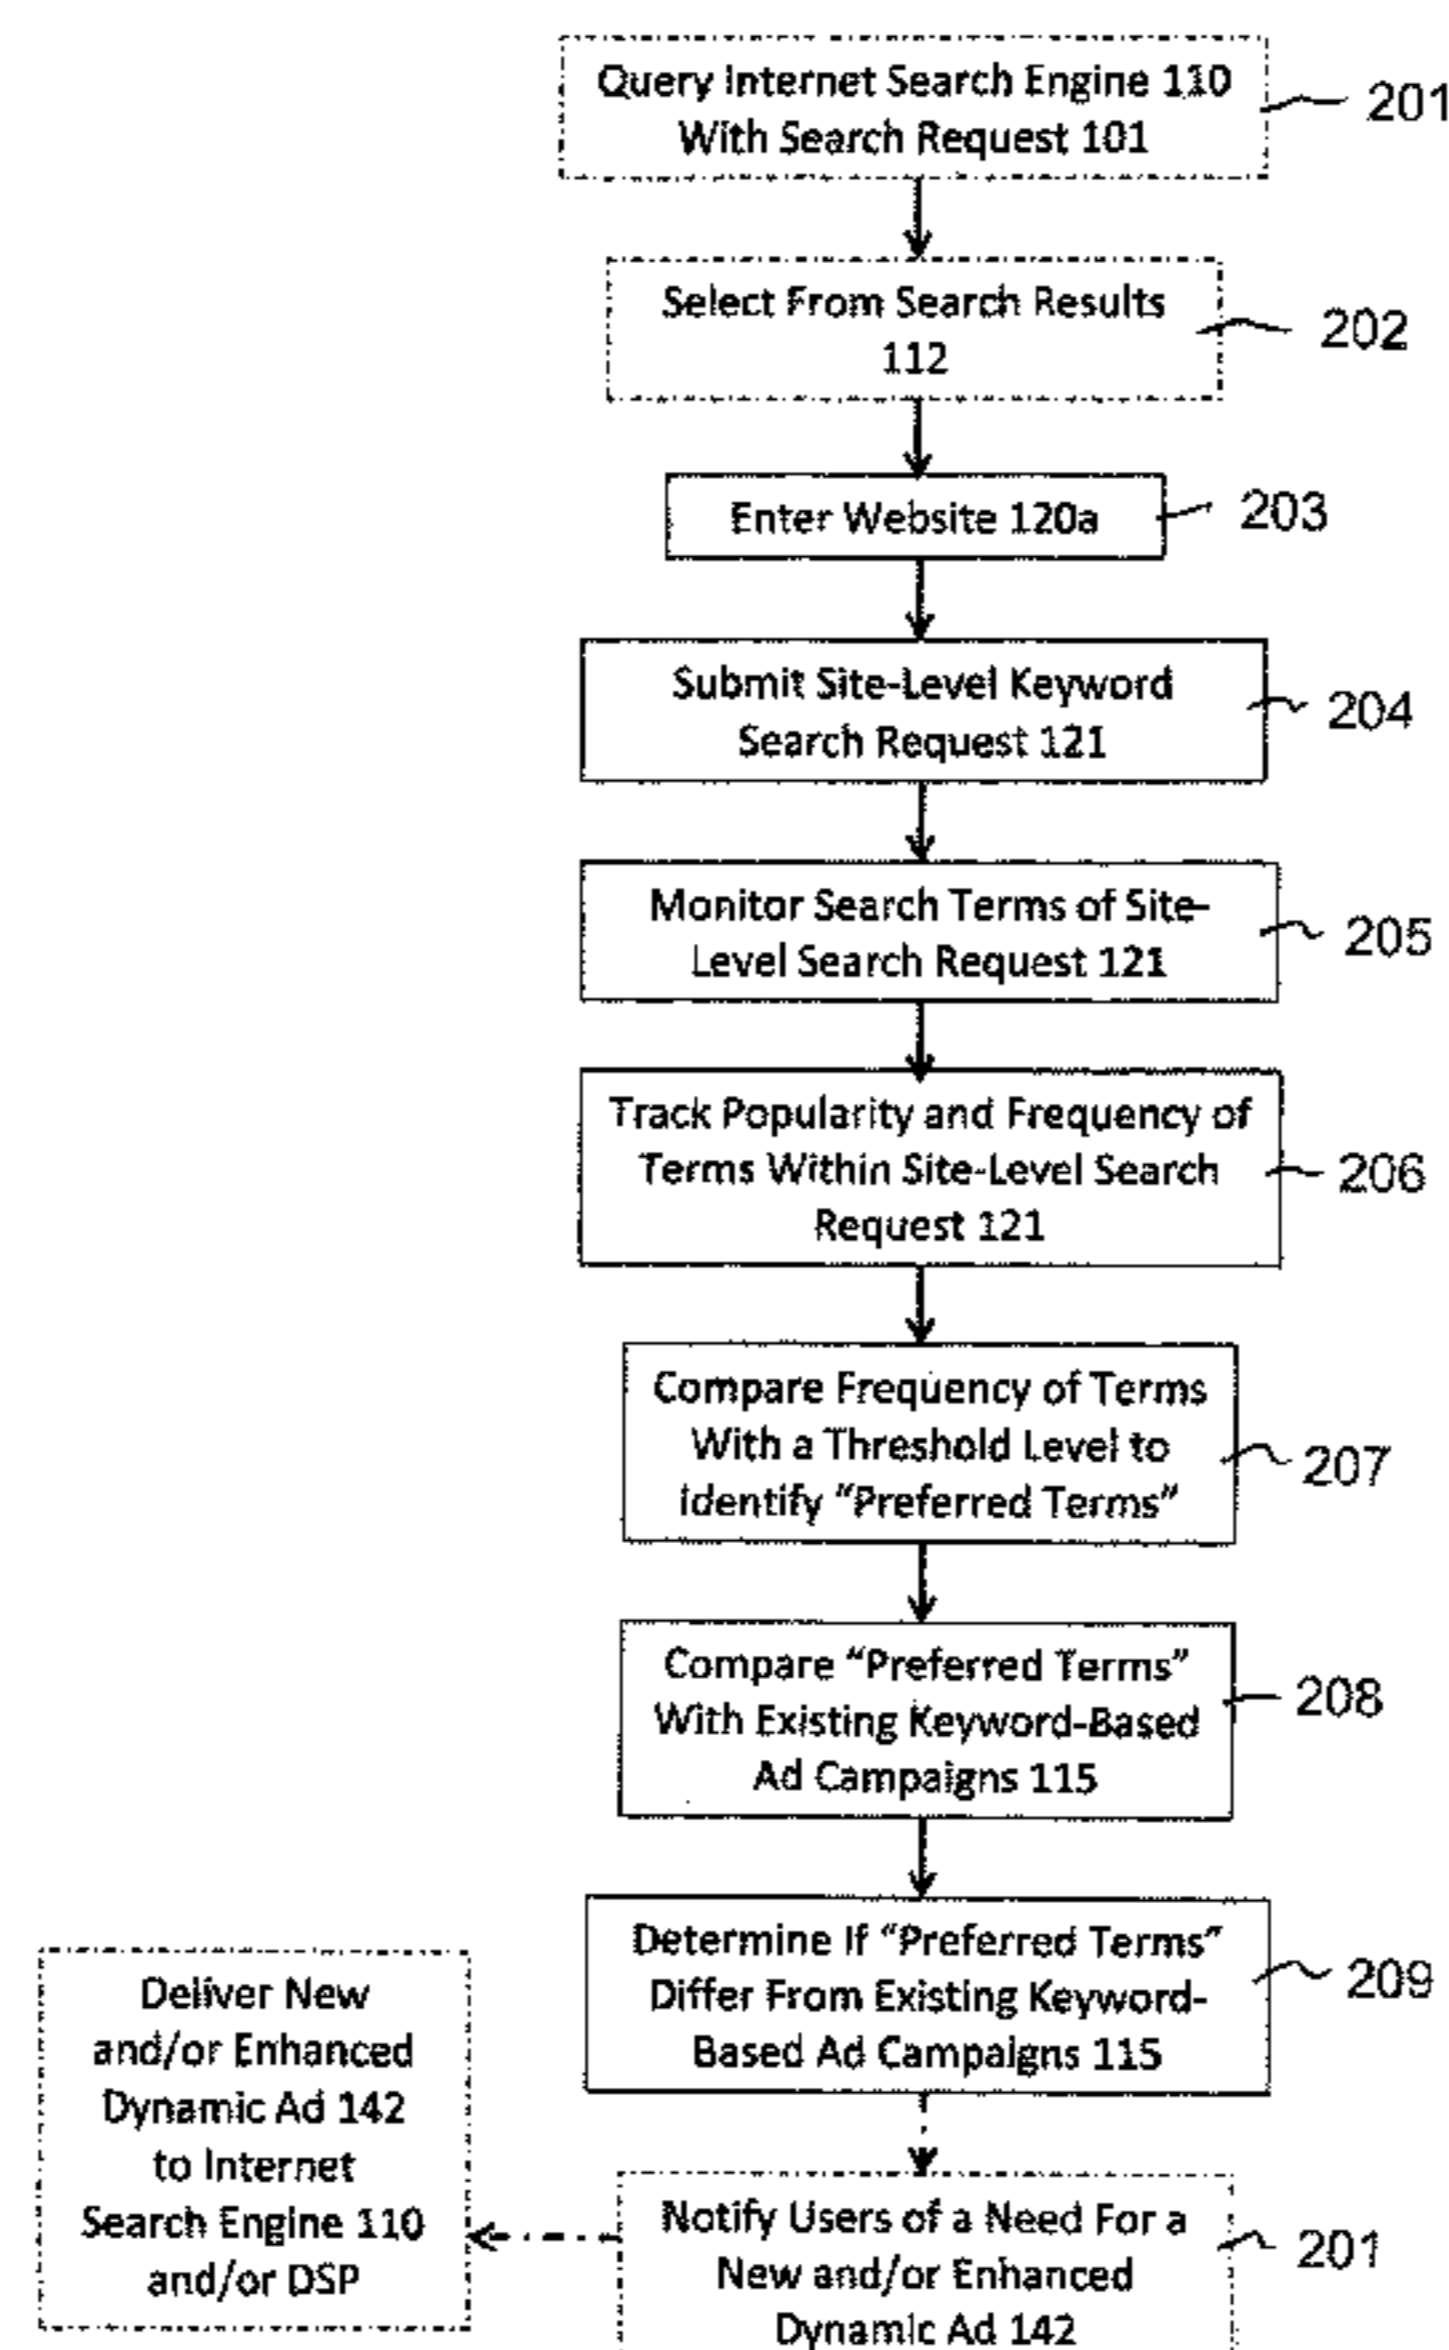 Query Internet Search Engine 110
With Search Request 101
201
Select From Search Results
112
202
Enter Website 120a
203
Submit Site-Level Keyword
Search Request 121
204
Monitor Search Terms of Site-
Level Search Request 121
205
Track Popularity and Frequency of
Terms Within Site-Level Search
Request 121
206
Compare Frequency of Terms
With a Threshold Level to
Identify “Preferred Terms”
207
Compare “Preferred Terms”
With Existing Keyword-Based
Ad Campaigns 115
208
Determine If “Preferred Terms”
Differ From Existing Keyword-
Based Ad Campaigns 115
209
Notify Users of a Need For a
New and/or Enhanced
Dynamic Ad 142
201
Deliver New
and/or Enhanced
Dynamic Ad 142
to Internet
Search Engine 110
and/or DSP